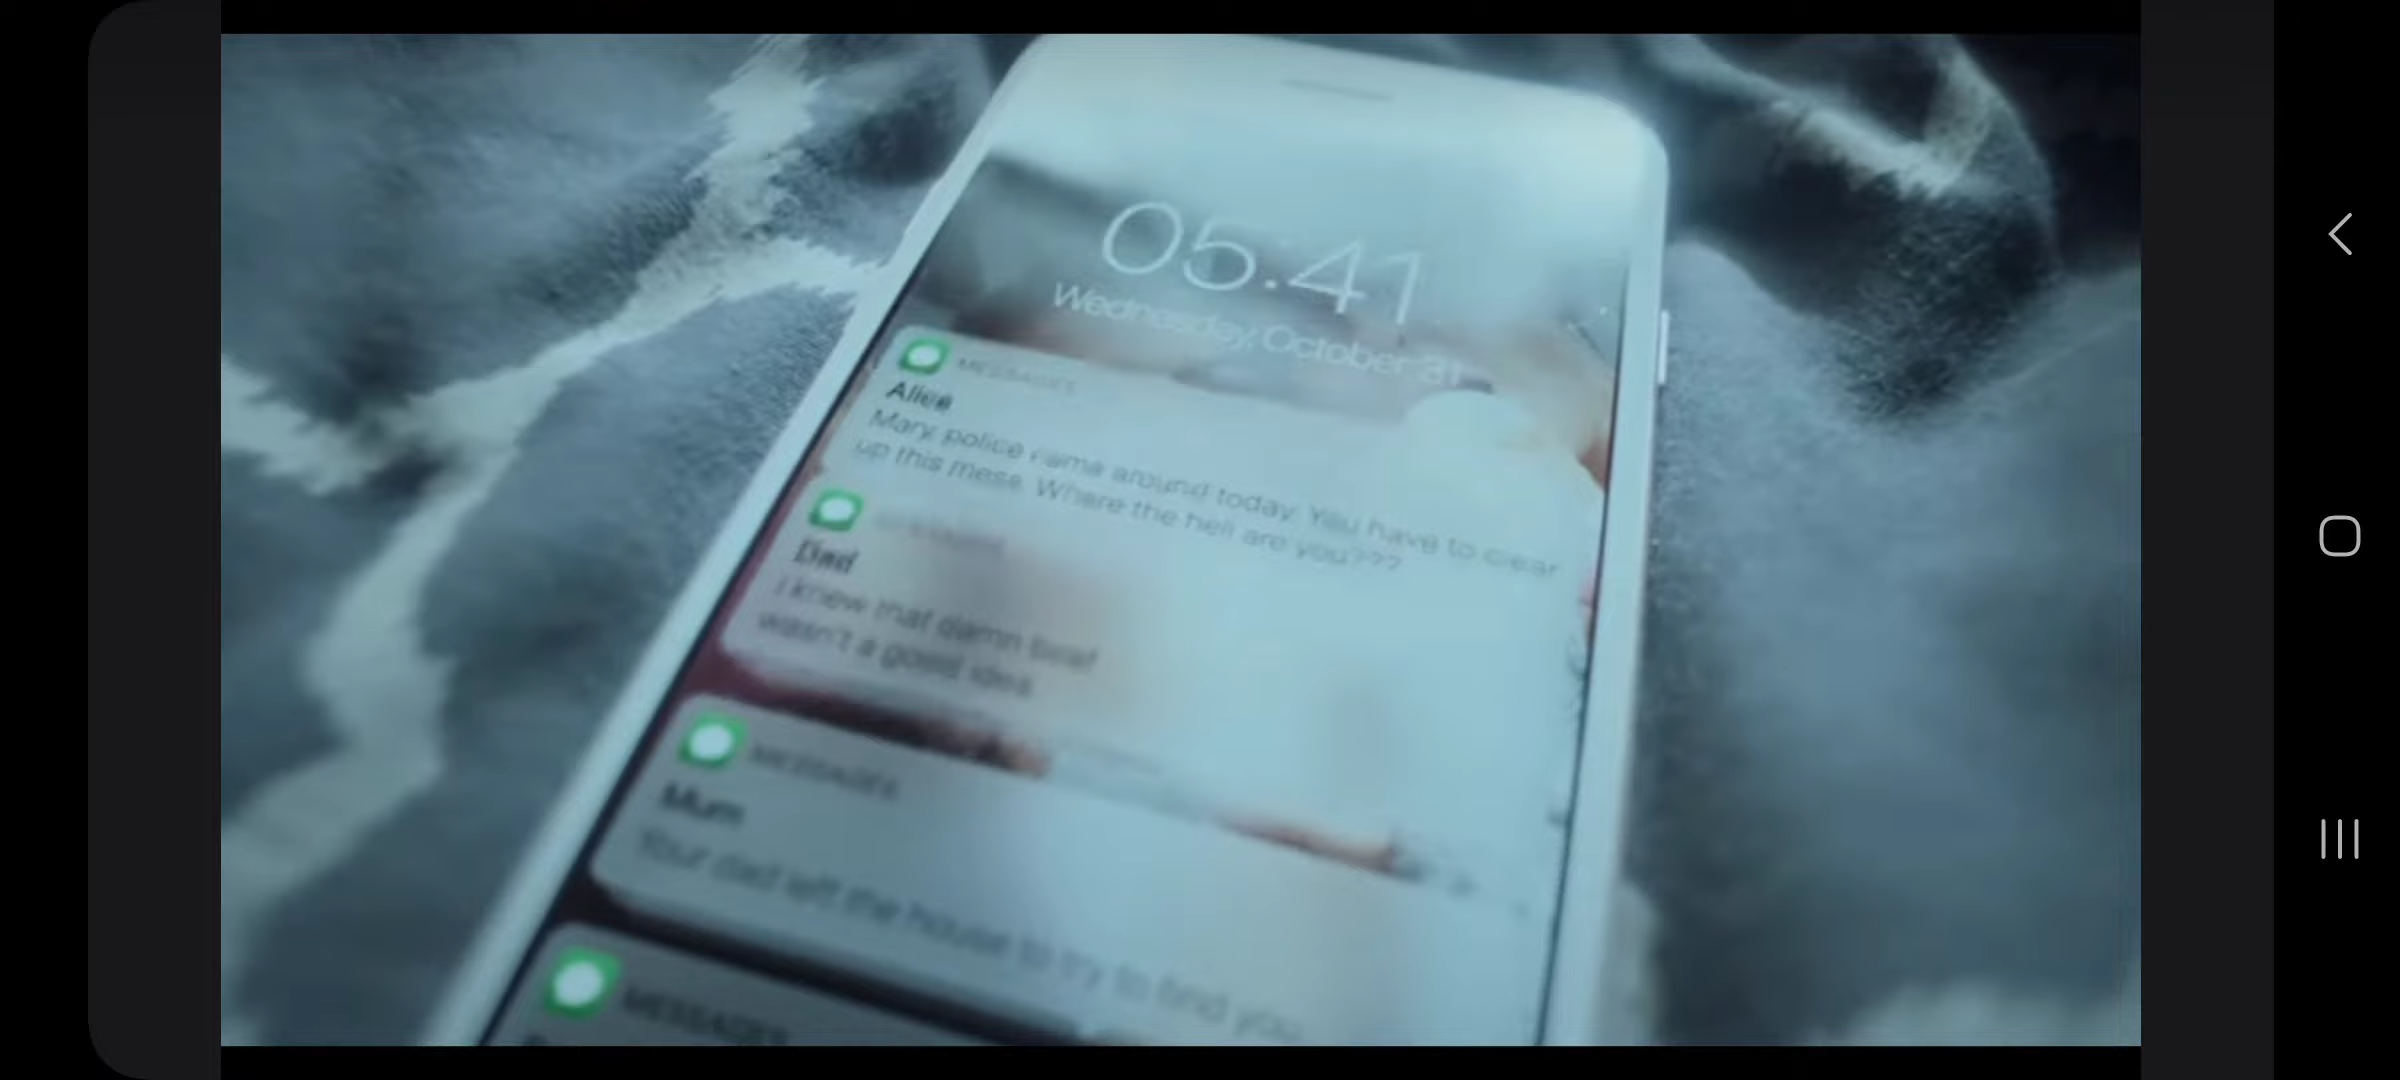 05:41
Wednesday, October 31
MESSAGES
Alice
Mary, police came around today. You have to clear
up this mess. Where the hell are you???
Dad
I knew that damn
wasn't a good idea
MESSAGES
Mum
Your dad left the house to try to find you
MESSAGES